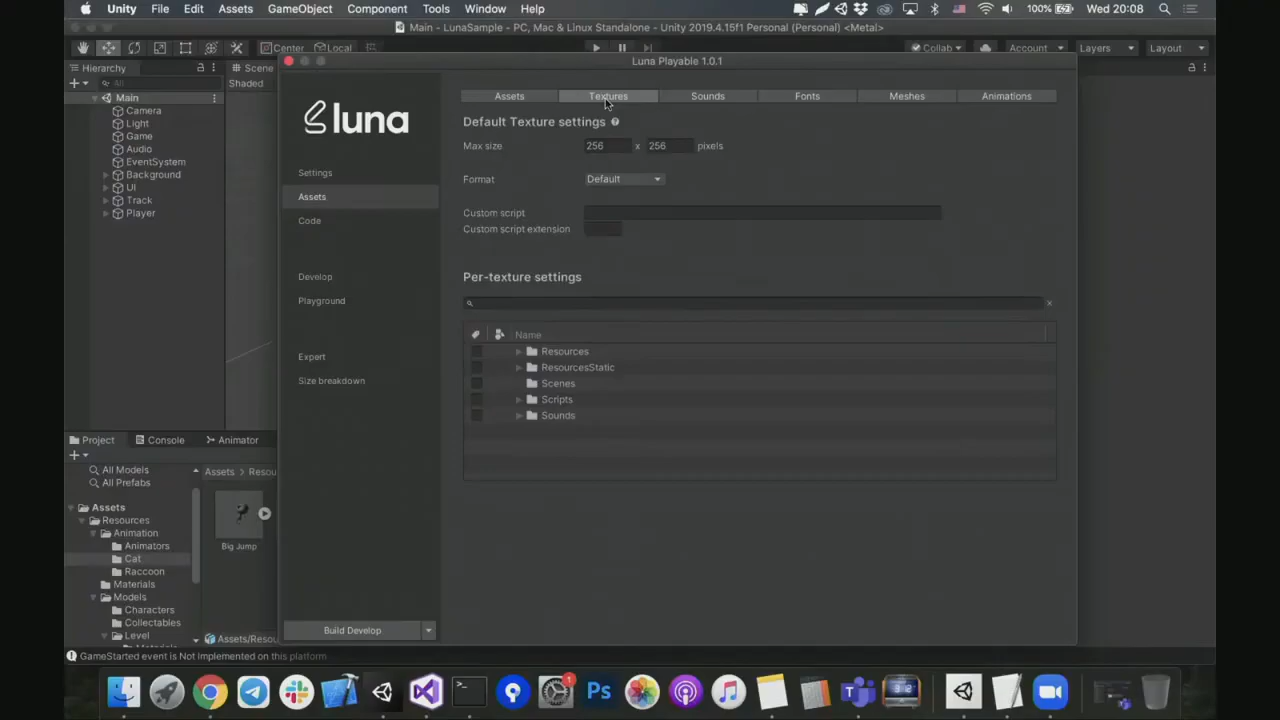 Unity File Edit Assets GameObject Component Tools Window Help 100% Wed 20:08
Main - LunaSample - PC, Mac & Linux Standalone - Unity 2019.4.15f1 Personal (Personal) <Metal>
Center Local Collab Account Layers Layout
Hierarchy
All
Main
Camera
Light
Game
Audio
EventSystem
Background
UI
Track
Player
Scene
Shaded
Luna Playable 1.0.1
luna
Settings
Assets
Code
Develop
Playground
Expert
Size breakdown
Build Develop
Assets Textures Sounds Fonts Meshes Animations
Default Texture settings
Max size 256 x 256 pixels
Format Default
Custom script
Custom script extension
Per-texture settings
Name
Resources
ResourcesStatic
Scenes
Scripts
Sounds
Project Console Animator
All Models
All Prefabs
Assets
Resources
Animation
Animators
Cat
Raccoon
Materials
Models
Characters
Collectables
Level
Assets > Resou
Big Jump
Assets/Resou
GameStarted event is Not Implemented on this platform
1
Ps